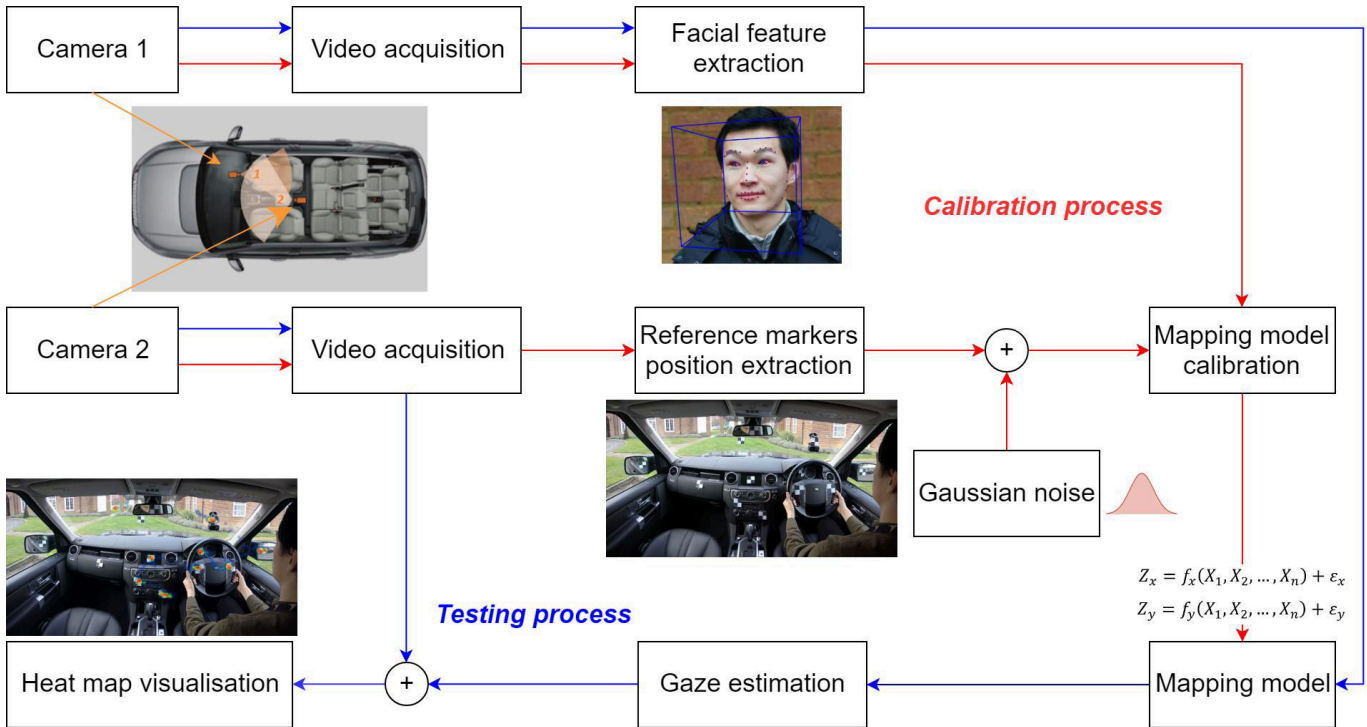 Camera 1
Video acquisition
Facial feature
extraction
1
2
Calibration process
Camera 2
Video acquisition
Reference markers
position extraction
+
Mapping model
calibration
Gaussian noise
Z_x = f_x(X_1, X_2, …, X_n) + ε_x
Z_y = f_y(X_1, X_2, …, X_n) + ε_y
Testing process
Heat map visualisation
+
Gaze estimation
Mapping model